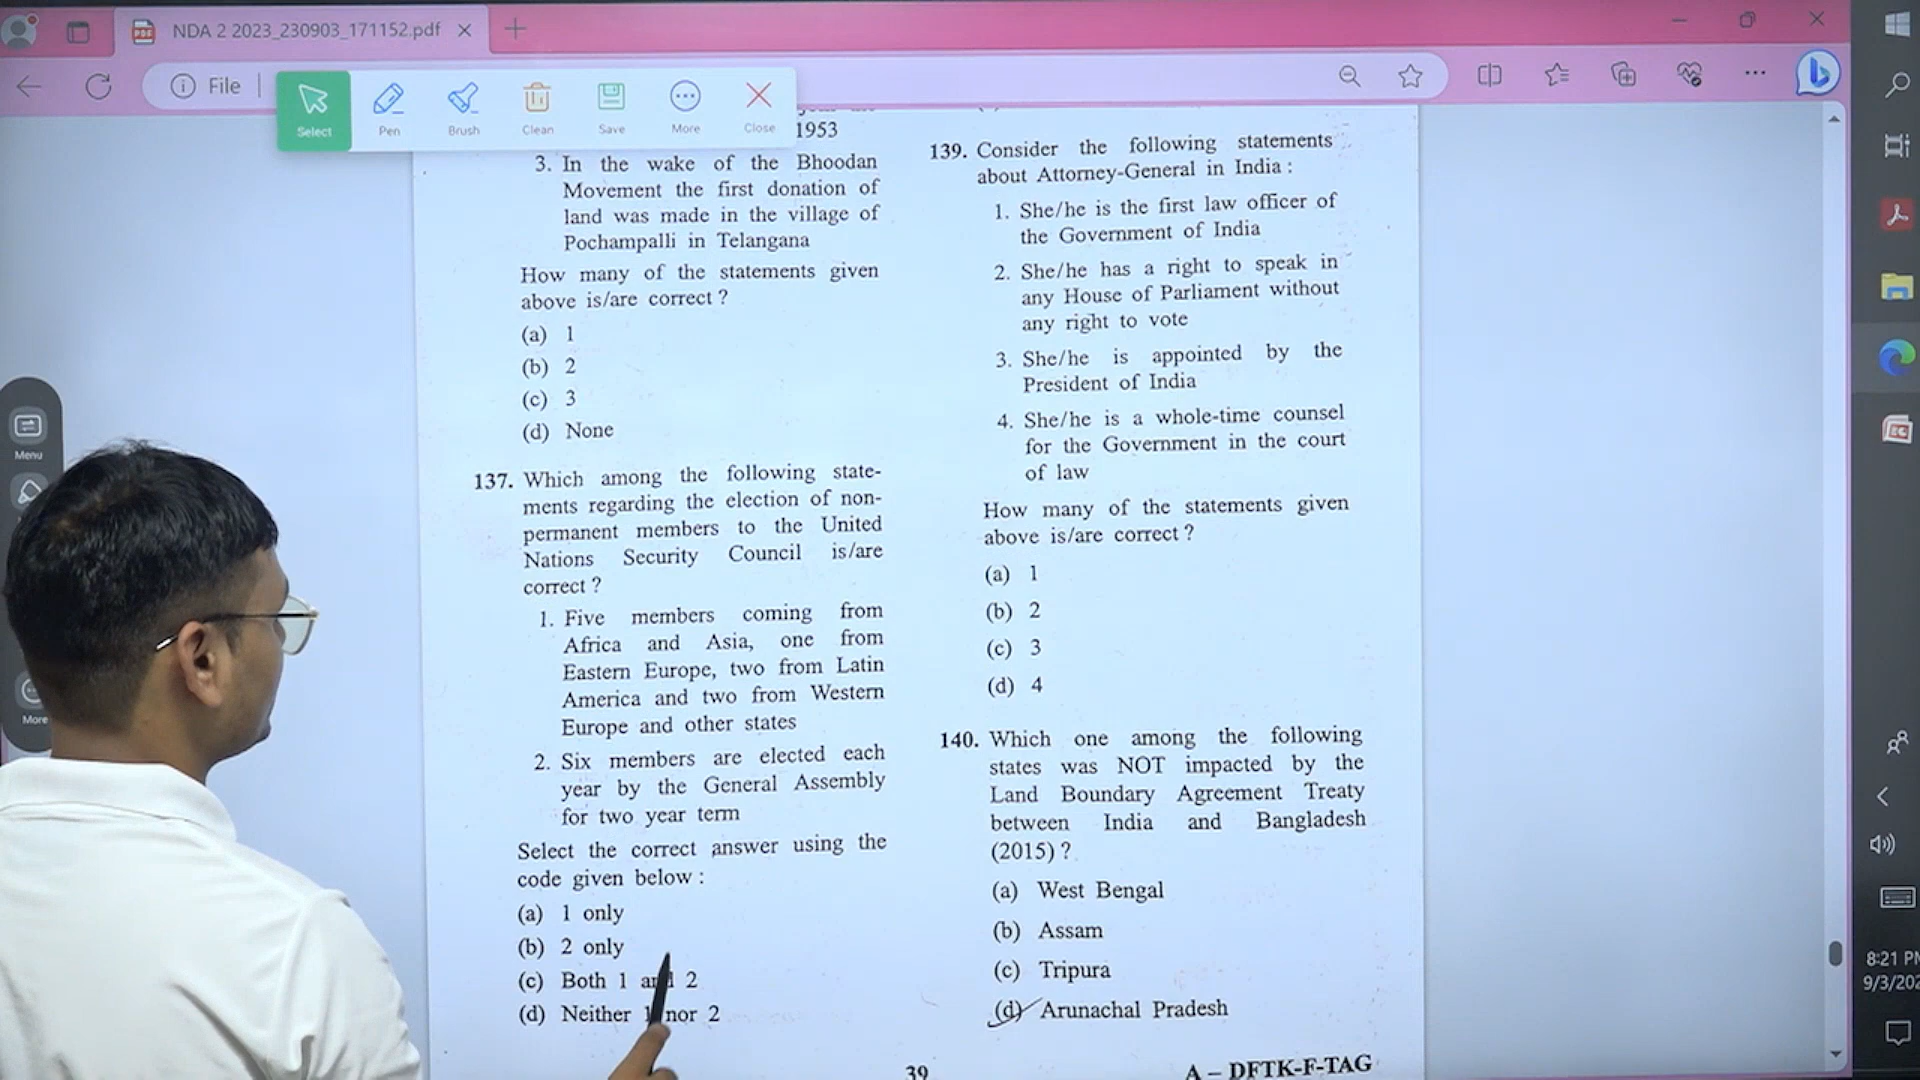 NDA 2 2023_230903_171152.pdf
File
Select
Pen
Brush
Clean
Save
More
Close
1953
3. In the wake of the Bhoodan
Movement the first donation of
land was made in the village of
Pochampalli in Telangana
How many of the statements given
above is/are correct ?
(a) 1
(b) 2
(c) 3
(d) None
137. Which among the following state-
ments regarding the election of non-
permanent members to the United
Nations Security Council is/are
correct ?
1. Five members coming from
Africa and Asia, one from
Eastern Europe, two from Latin
America and two from Western
Europe and other states
2. Six members are elected each
year by the General Assembly
for two year term
Select the correct answer using the
code given below :
(a) 1 only
(b) 2 only
(c) Both 1 and 2
(d) Neither 1 nor 2
139. Consider the following statements
about Attorney-General in India :
1. She/he is the first law officer of
the Government of India
2. She/he has a right to speak in
any House of Parliament without
any right to vote
3. She/he is appointed by the
President of India
4. She/he is a whole-time counsel
for the Government in the court
of law
How many of the statements given
above is/are correct ?
(a) 1
(b) 2
(c) 3
(d) 4
140. Which one among the following
states was NOT impacted by the
Land Boundary Agreement Treaty
between India and Bangladesh
(2015) ?
(a) West Bengal
(b) Assam
(c) Tripura
(d) Arunachal Pradesh
39
A – DFTK-F-TAG
Menu
More
8:21 PM
9/3/202